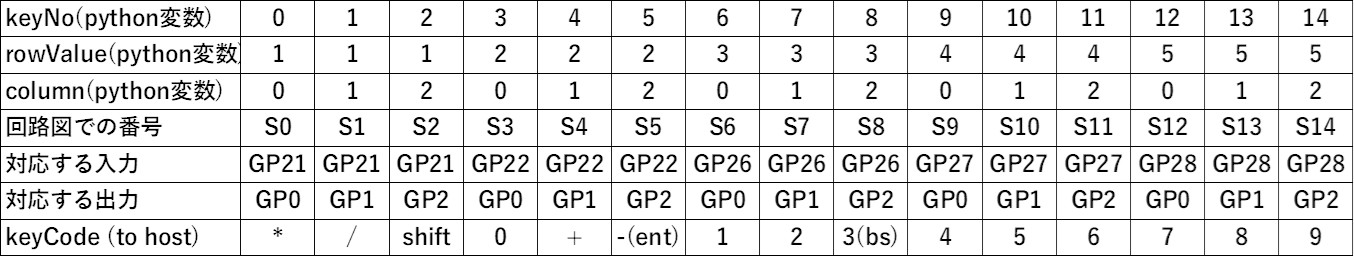 keyNo(python変数) 0 1 2 3 4 5 6 7 8 9 10 11 12 13 14
rowValue(python変数) 1 1 1 2 2 2 3 3 3 4 4 4 5 5 5
column(python変数) 0 1 2 0 1 2 0 1 2 0 1 2 0 1 2
回路図での番号 S0 S1 S2 S3 S4 S5 S6 S7 S8 S9 S10 S11 S12 S13 S14
対応する入力 GP21 GP21 GP21 GP22 GP22 GP22 GP26 GP26 GP26 GP27 GP27 GP27 GP28 GP28 GP28
対応する出力 GP0 GP1 GP2 GP0 GP1 GP2 GP0 GP1 GP2 GP0 GP1 GP2 GP0 GP1 GP2
keyCode (to host) * / shift 0 + -(ent) 1 2 3(bs) 4 5 6 7 8 9